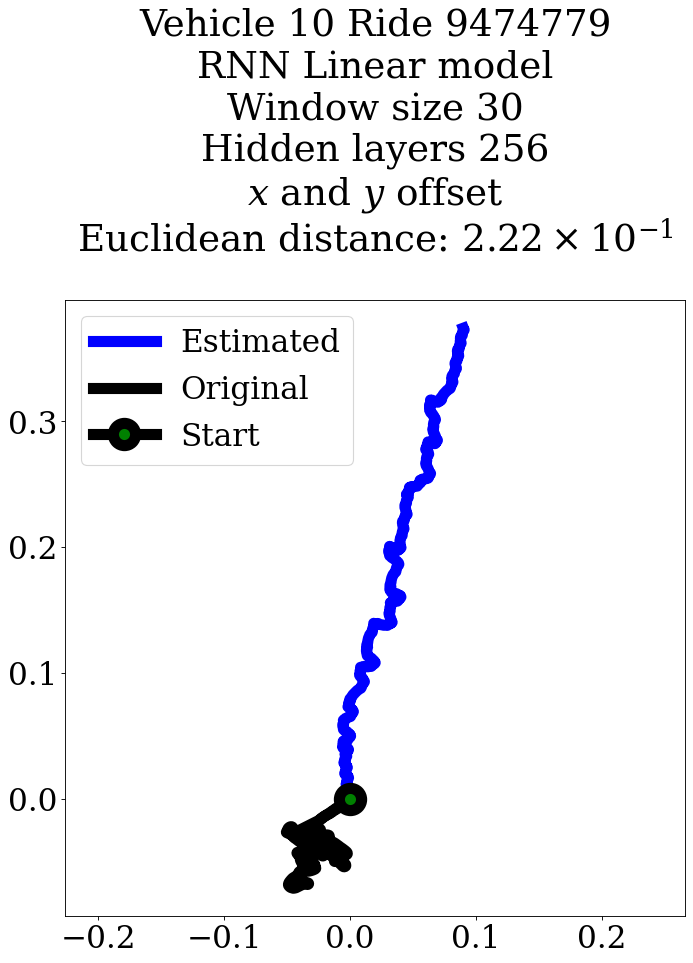 Vehicle 10 Ride 9474779
RNN Linear model
Window size 30
Hidden layers 256
x and y offset
Euclidean distance: 2.22 × 10⁻¹
Estimated
Original
Start
0.3
0.2
0.1
0.0
−0.2 −0.1 0.0 0.1 0.2